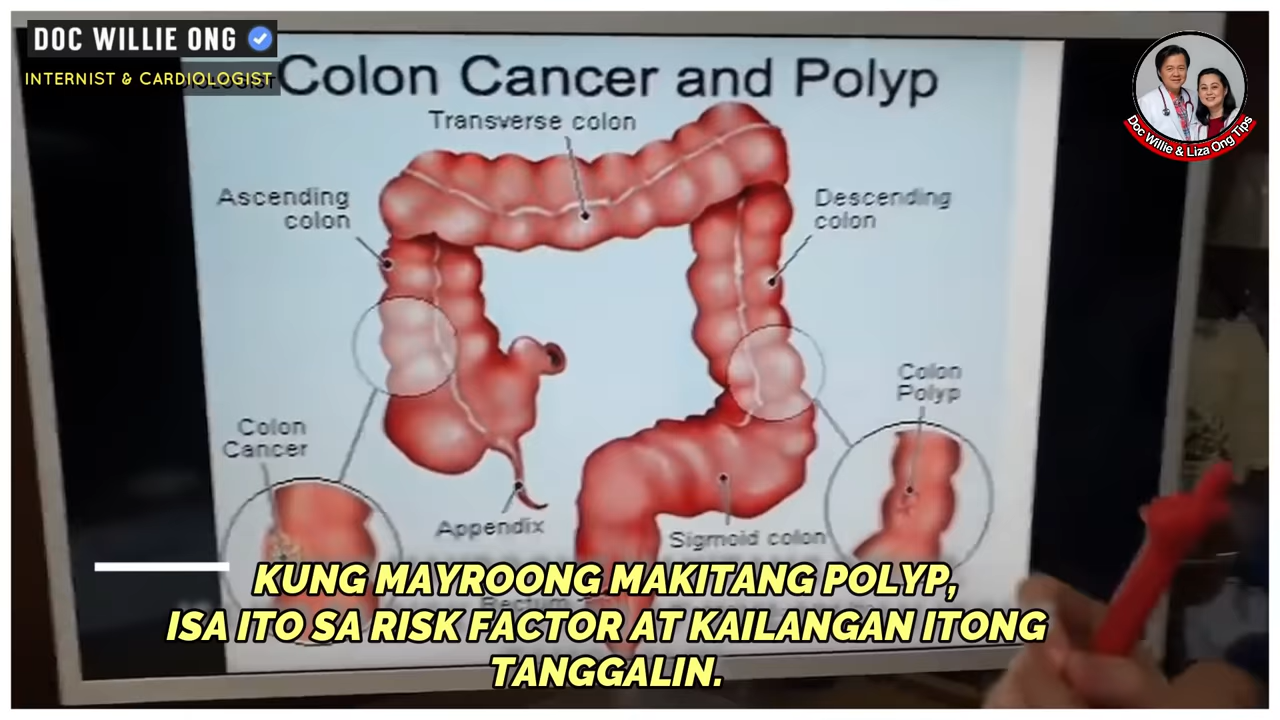 DOC WILLIE ONG
INTERNIST & CARDIOLOGIST
Colon Cancer and Polyp
Transverse colon
Ascending
colon
Descending
colon
Colon
Polyp
Colon
Cancer
Appendix
Sigmoid colon
KUNG MAYROONG MAKITANG POLYP,
ISA ITO SA RISK FACTOR AT KAILANGAN ITONG
TANGGALIN.
Doc Willie & Liza Ong Tips